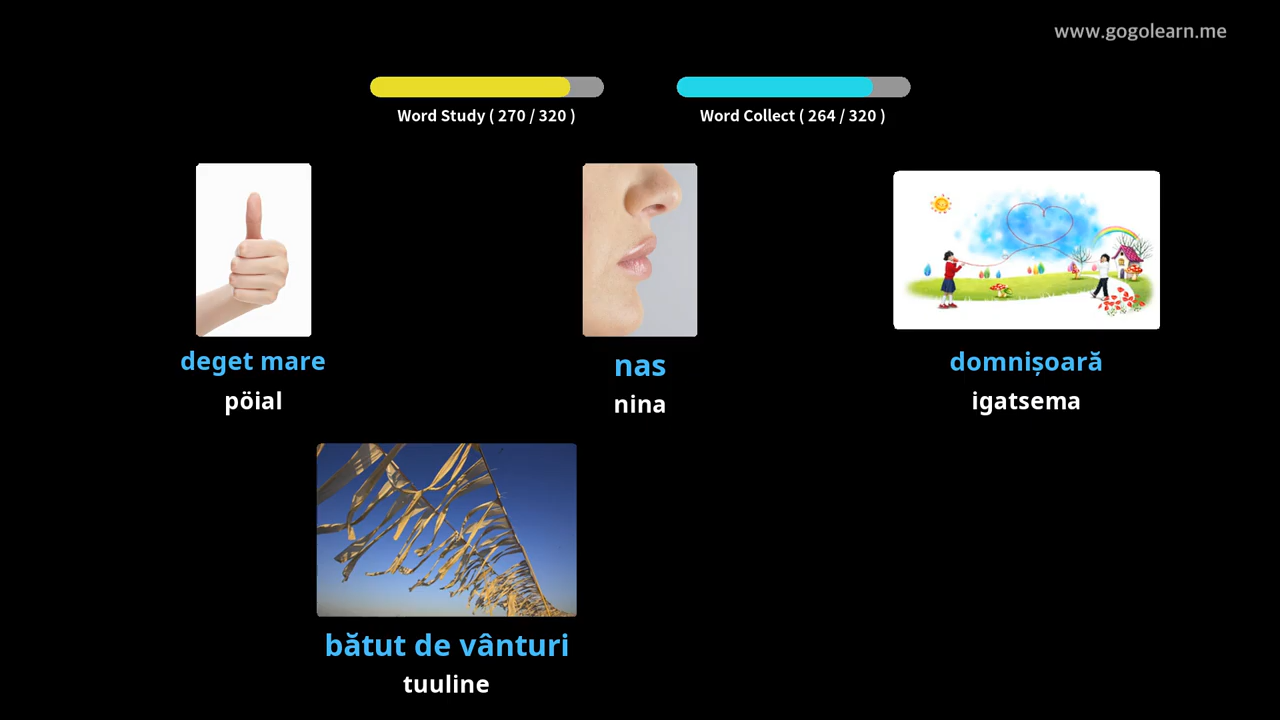 www.gogolearn.me
Word Study ( 270 / 320 )
Word Collect ( 264 / 320 )
deget mare
pöial
nas
nina
domnișoară
igatsema
bătut de vânturi
tuuline